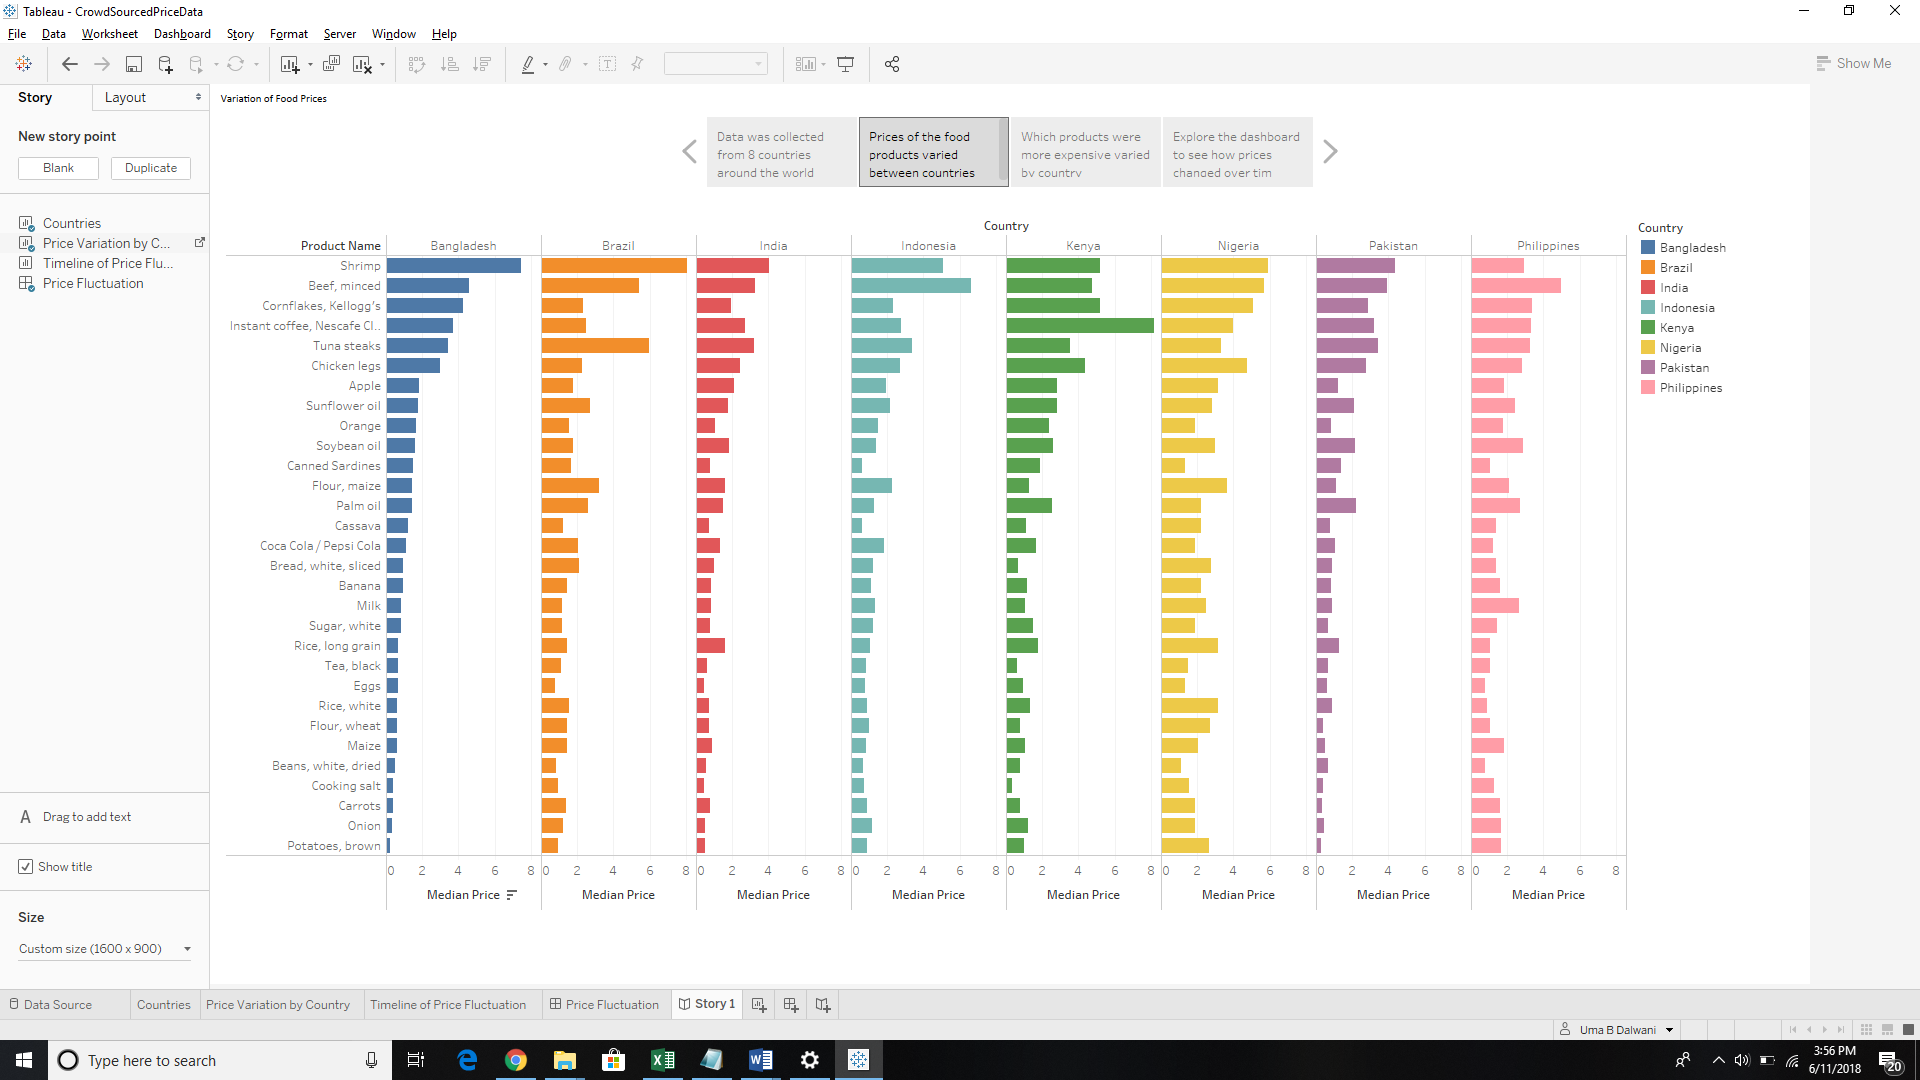 Tableau - CrowdSourcedPriceData
File Data Worksheet Dashboard Story Format Server Window Help
Show Me
Story Layout
New story point
Blank Duplicate
Countries
Price Variation by C...
Timeline of Price Flu...
Price Fluctuation
A Drag to add text
Show title
Size
Custom size (1600 x 900)
Variation of Food Prices
Data was collected
from 8 countries
around the world
Prices of the food
products varied
between countries
Which products were
more expensive varied
by country
Explore the dashboard
to see how prices
changed over tim
Country
Product Name Bangladesh Brazil India Indonesia Kenya Nigeria Pakistan Philippines
Shrimp
Beef, minced
Cornflakes, Kellogg's
Instant coffee, Nescafe Cl..
Tuna steaks
Chicken legs
Apple
Sunflower oil
Orange
Soybean oil
Canned Sardines
Flour, maize
Palm oil
Cassava
Coca Cola / Pepsi Cola
Bread, white, sliced
Banana
Milk
Sugar, white
Rice, long grain
Tea, black
Eggs
Rice, white
Flour, wheat
Maize
Beans, white, dried
Cooking salt
Carrots
Onion
Potatoes, brown
0 2 4 6 8 0 2 4 6 8 0 2 4 6 8 0 2 4 6 8 0 2 4 6 8 0 2 4 6 8 0 2 4 6 8 0 2 4 6 8
Median Price Median Price Median Price Median Price Median Price Median Price Median Price Median Price
Country
Bangladesh
Brazil
India
Indonesia
Kenya
Nigeria
Pakistan
Philippines
Data Source Countries Price Variation by Country Timeline of Price Fluctuation Price Fluctuation Story 1
Uma B Dalwani
Type here to search
3:56 PM
6/11/2018
20